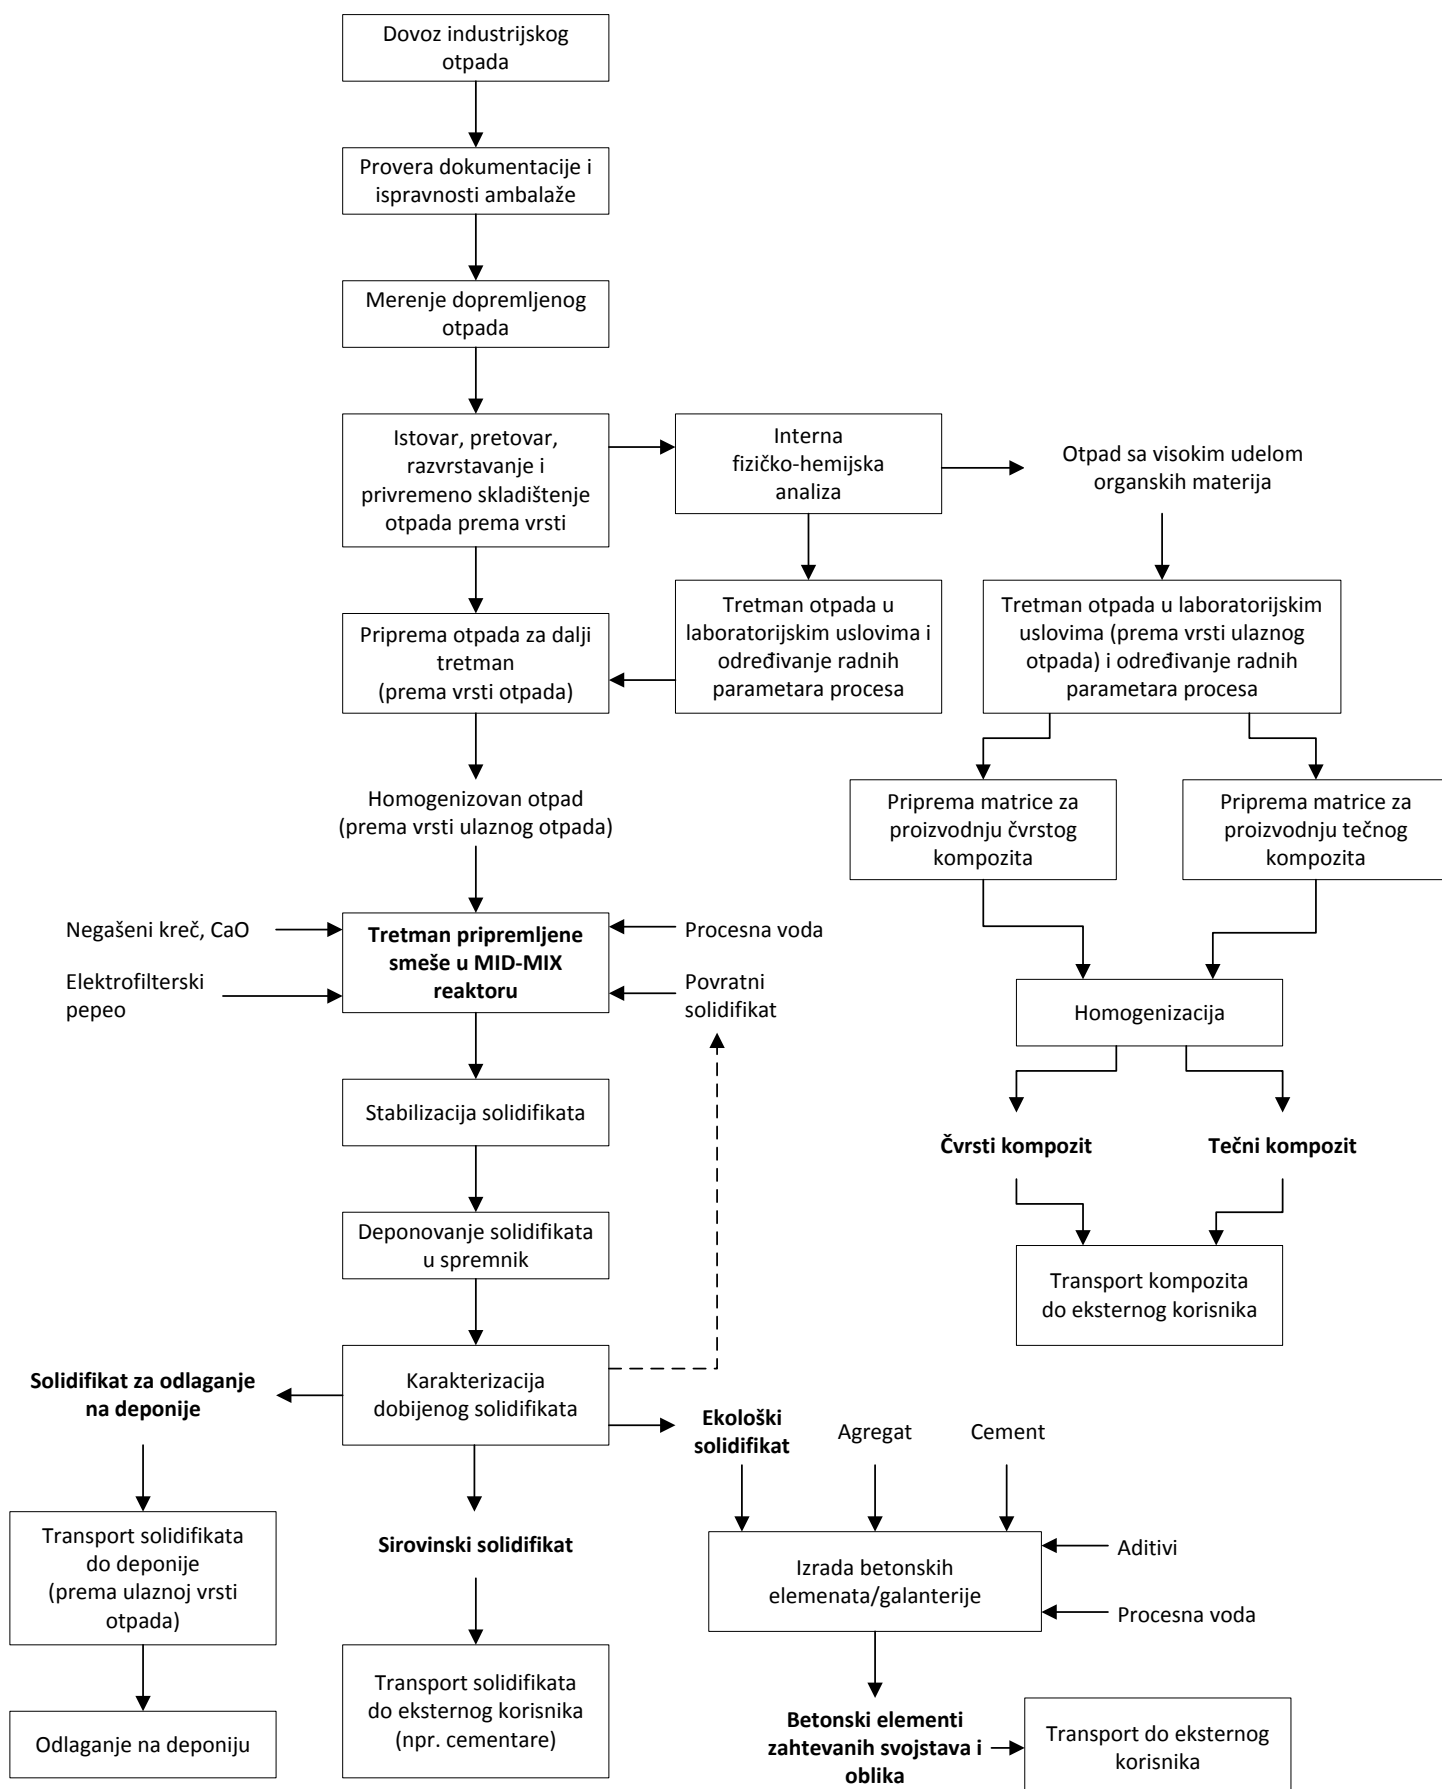 Dovoz industrijskog
otpada
Provera dokumentacije i
ispravnosti ambalaže
Merenje dopremljenog
otpada
Istovar, pretovar,
razvrstavanje i
privremeno skladištenje
otpada prema vrsti
Interna
fizičko-hemijska
analiza
Otpad sa visokim udelom
organskih materija
Priprema otpada za dalji
tretman
(prema vrsti otpada)
Tretman otpada u
laboratorijskim uslovima i
određivanje radnih
parametara procesa
Tretman otpada u laboratorijskim
uslovima (prema vrsti ulaznog
otpada) i određivanje radnih
parametara procesa
Homogenizovan otpad
(prema vrsti ulaznog otpada)
Priprema matrice za
proizvodnju čvrstog
kompozita
Priprema matrice za
proizvodnju tečnog
kompozita
Negašeni kreč, CaO
Elektrofilterski
pepeo
Tretman pripremljene
smeše u MID-MIX
reaktoru
Procesna voda
Povratni
solidifikat
Homogenizacija
Stabilizacija solidifikata
Čvrsti kompozit
Tečni kompozit
Deponovanje solidifikata
u spremnik
Transport kompozita
do eksternog korisnika
Solidifikat za odlaganje
na deponije
Karakterizacija
dobijenog solidifikata
Ekološki
solidifikat
Agregat
Cement
Transport solidifikata
do deponije
(prema ulaznoj vrsti
otpada)
Sirovinski solidifikat
Izrada betonskih
elemenata/galanterije
Aditivi
Procesna voda
Odlaganje na deponiju
Transport solidifikata
do eksternog korisnika
(npr. cementare)
Betonski elementi
zahtevanih svojstava i
oblika
Transport do eksternog
korisnika